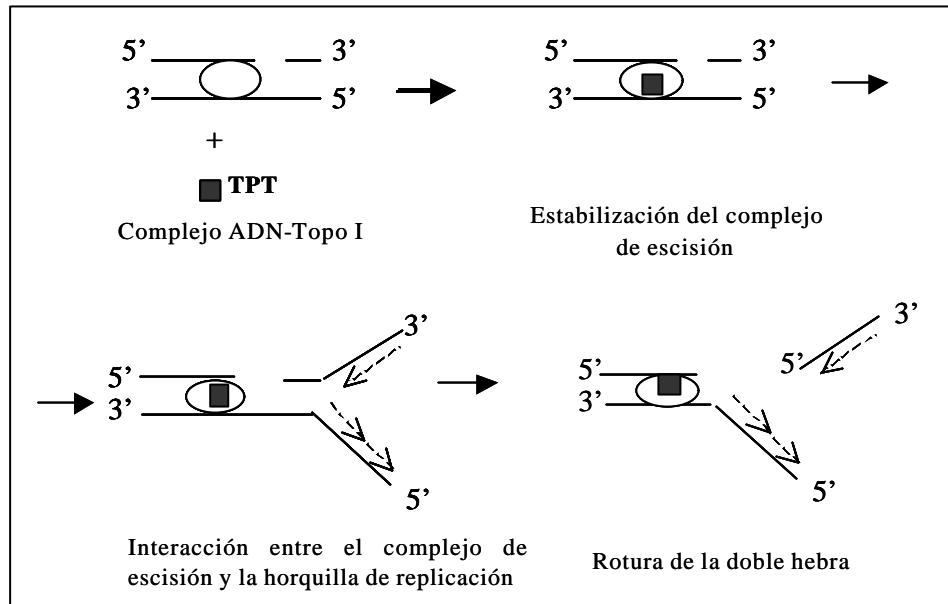 5’ 3’
3’ 5’
+
TPT
Complejo ADN-Topo I
5’ 3’
3’ 5’
Estabilización del complejo
de escisión
3’
5’
3’
5’
Interacción entre el complejo de
escisión y la horquilla de replicación
3’
5’
5’
3’
5’
Rotura de la doble hebra